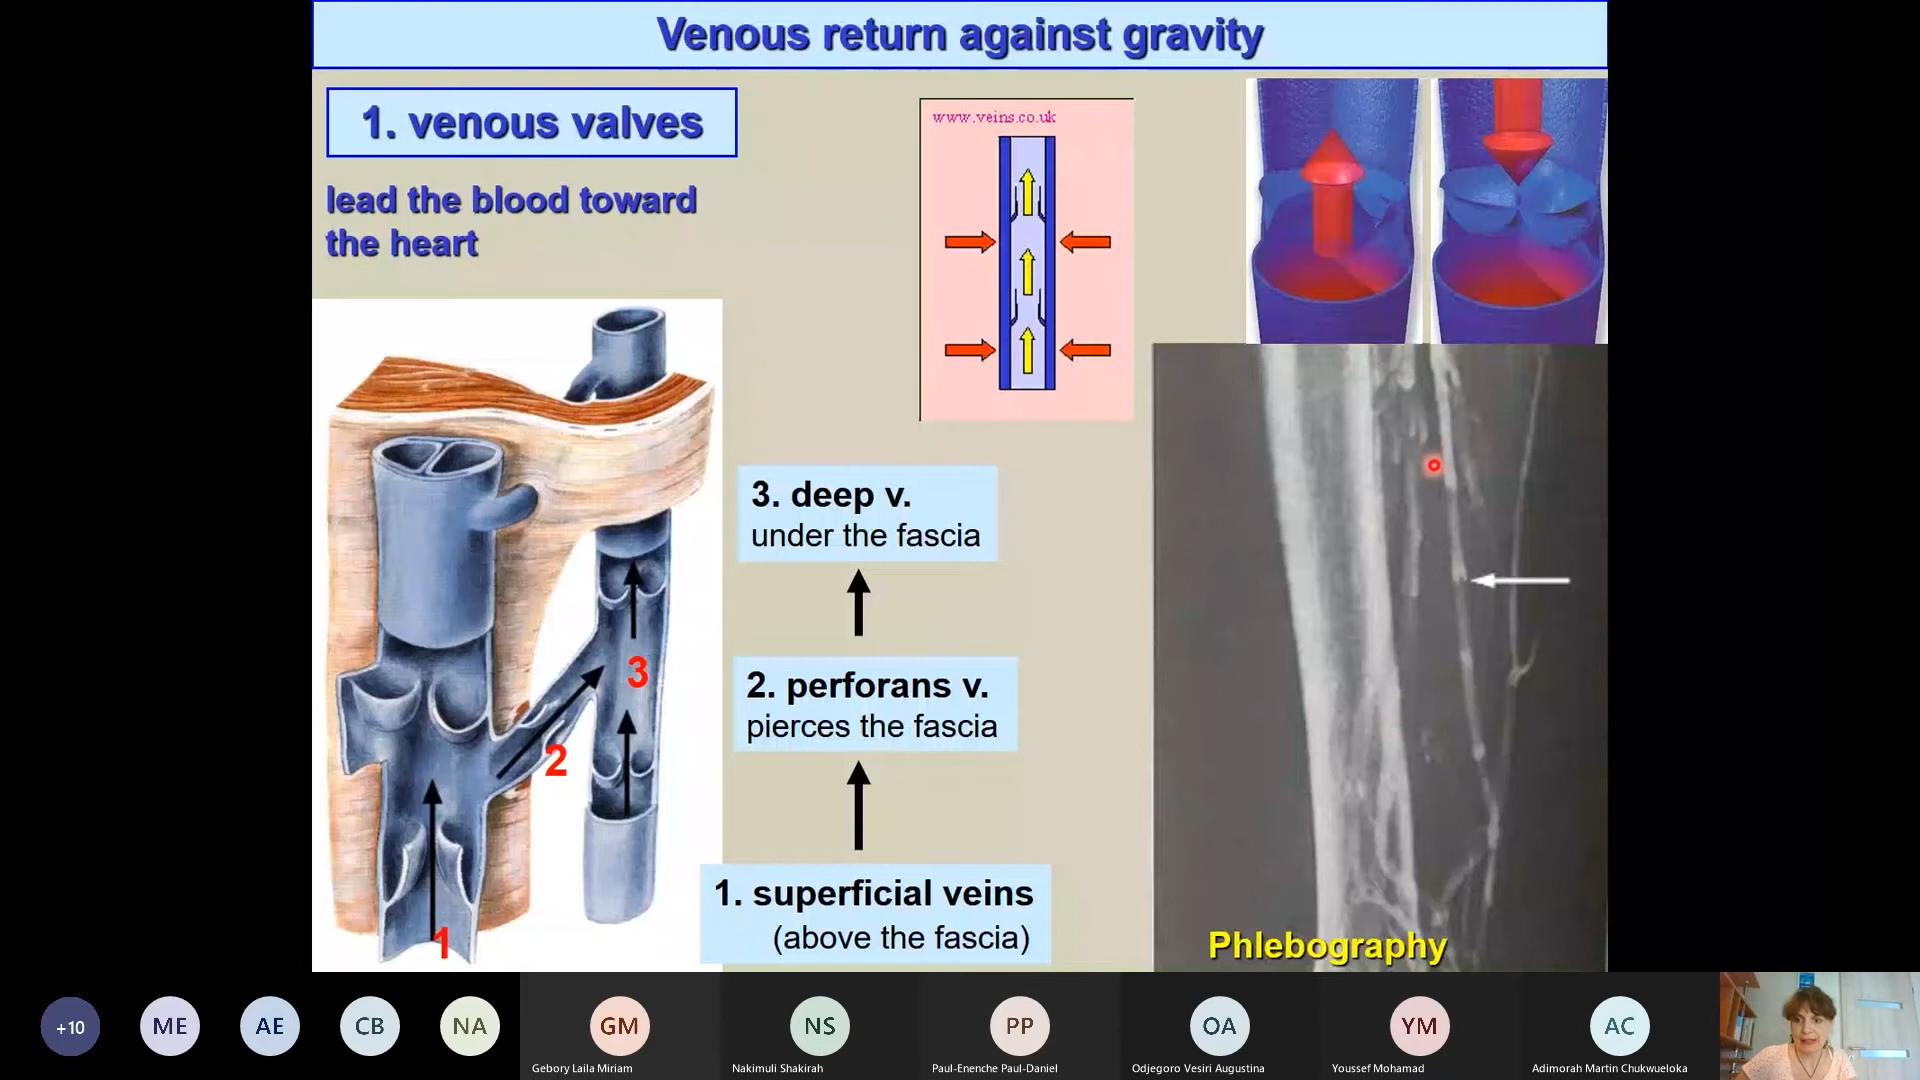 Venous return against gravity
1. venous valves
lead the blood toward
the heart
www.veins.co.uk
3. deep v.
under the fascia
2. perforans v.
pierces the fascia
1. superficial veins
(above the fascia)
3
2
1
Phlebography
+10
ME
AE
CB
NA
GM
NS
PP
OA
YM
AC
Gebory Laila Miriam
Nakimuli Shakirah
Paul-Enenche Paul-Daniel
Odjegoro Vesiri Augustina
Youssef Mohamad
Adimorah Martin Chukwueloka